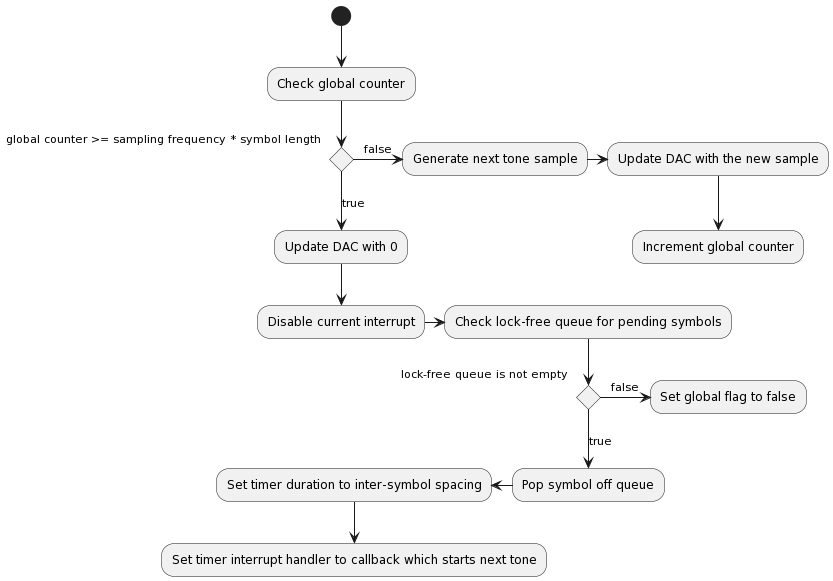 Check global counter
global counter >= sampling frequency * symbol length
false
Generate next tone sample
Update DAC with the new sample
true
Update DAC with 0
Increment global counter
Disable current interrupt
Check lock-free queue for pending symbols
lock-free queue is not empty
false
Set global flag to false
true
Set timer duration to inter-symbol spacing
Pop symbol off queue
Set timer interrupt handler to callback which starts next tone